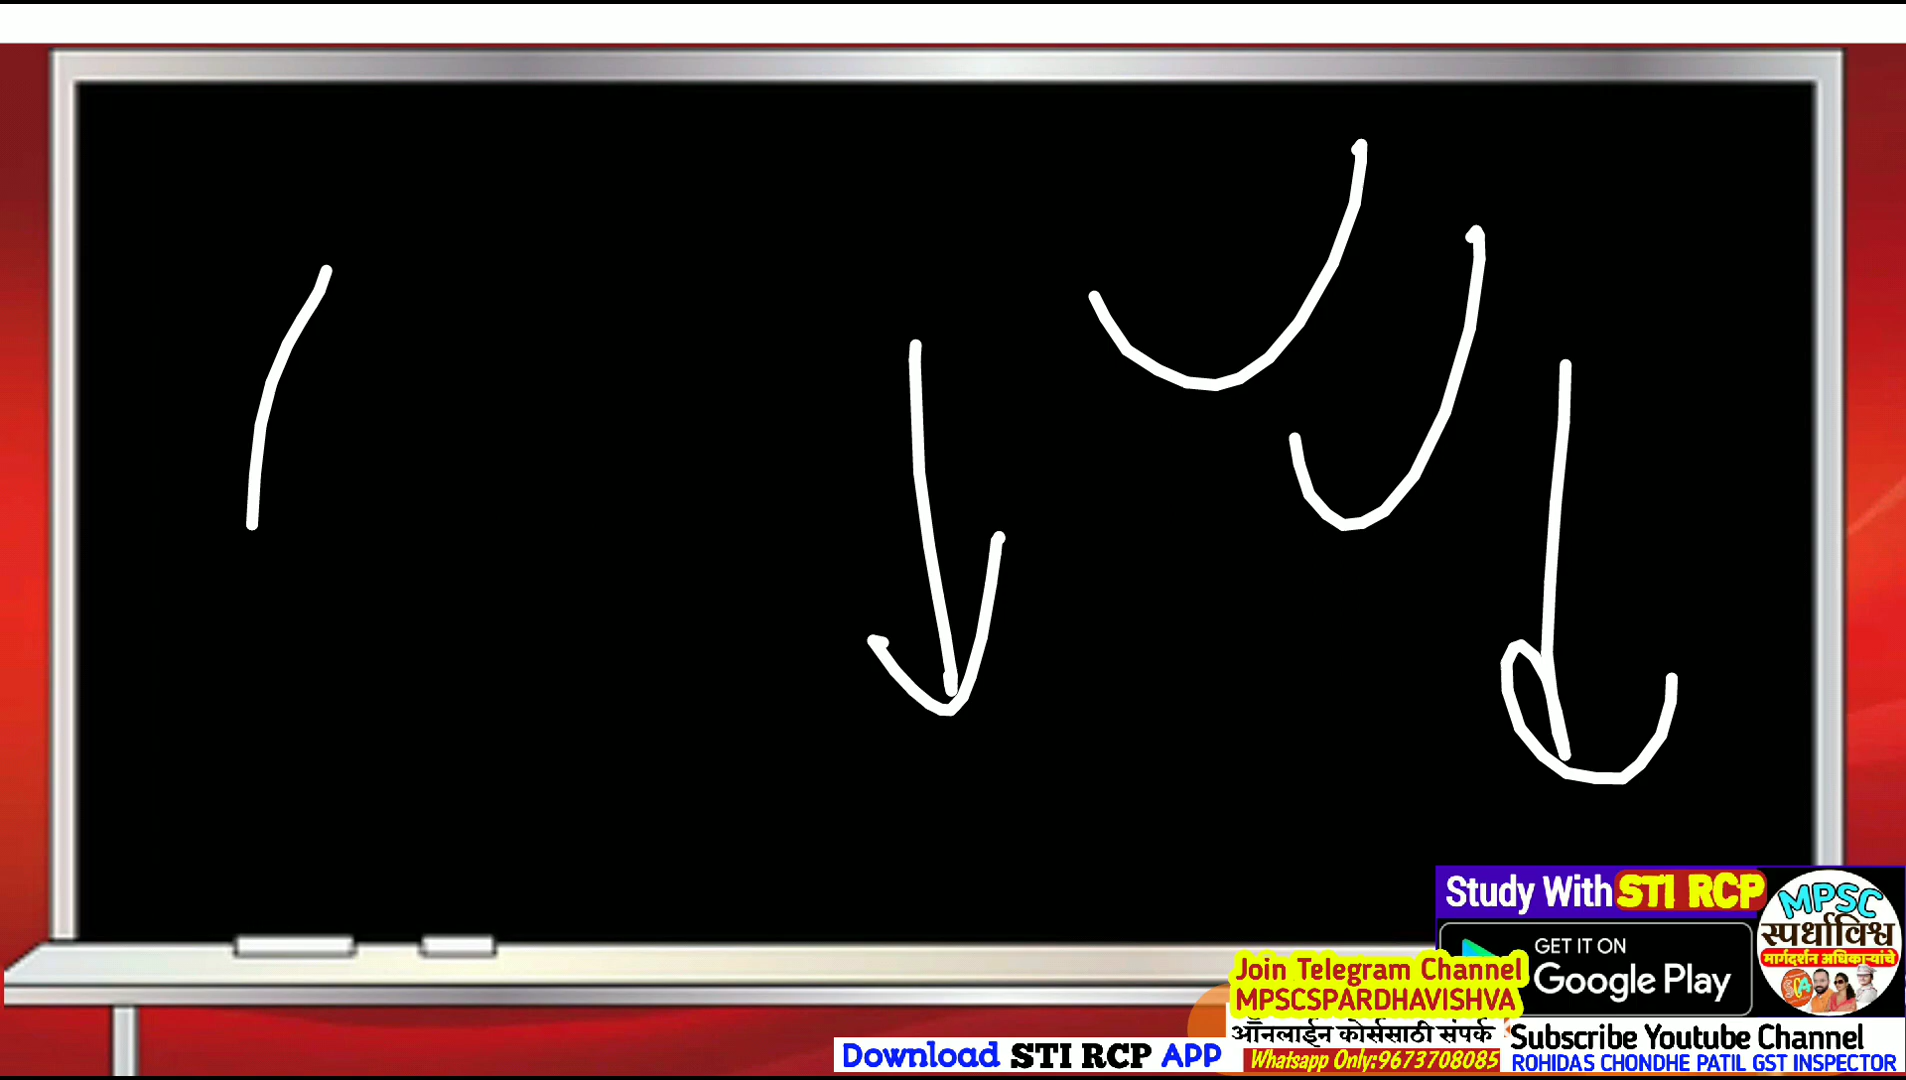 Study With STI RCP
MPSC
स्पर्धाविश्व
मार्गदर्शन अधिकाऱ्यांचे
GET IT ON
Google Play
Join Telegram Channel
MPSCSPARDHAVISHVA
ऑनलाईन कोर्ससाठी संपर्क
Whatsapp Only:9673708085
Download STI RCP APP
Subscribe Youtube Channel
ROHIDAS CHONDHE PATIL GST INSPECTOR